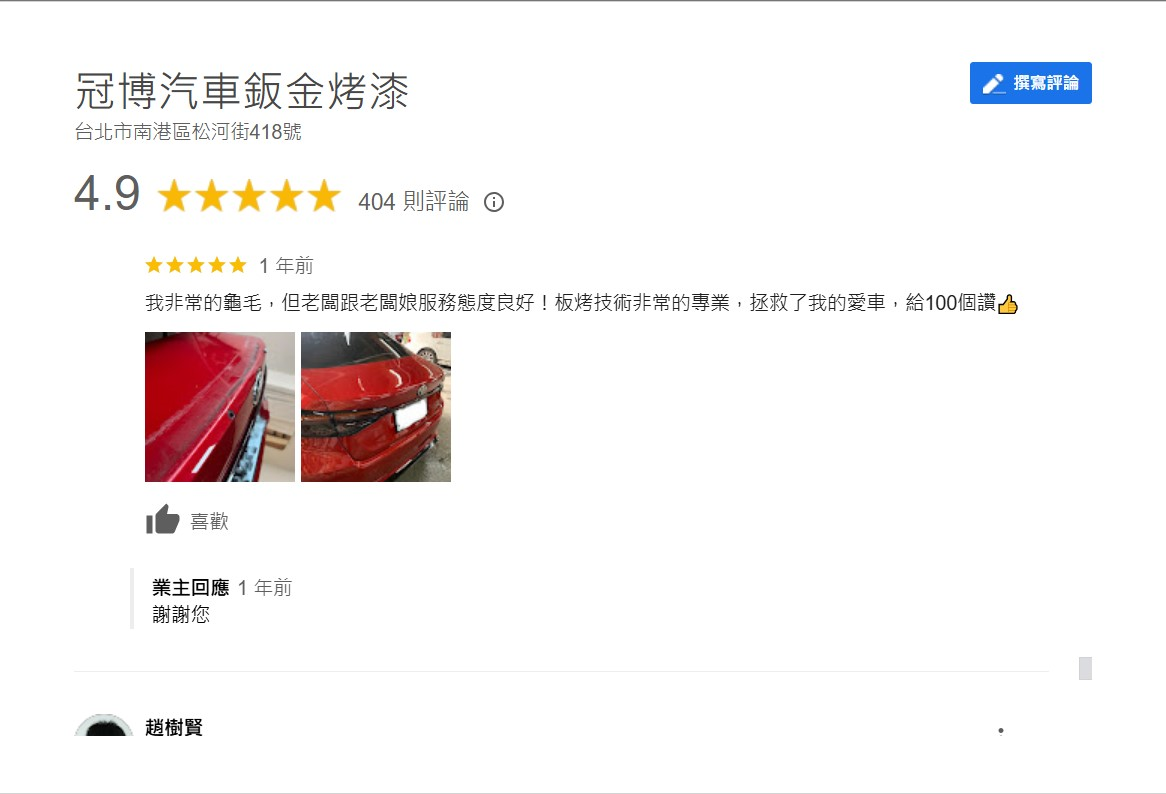 冠博汽車鈑金烤漆
撰寫評論
台北市南港區松河街418號
4.9
404 則評論
1 年前
我非常的龜毛，但老闆跟老闆娘服務態度良好！板烤技術非常的專業，拯救了我的愛車，給100個讚👍
喜歡
業主回應 1 年前
謝謝您
趙樹賢